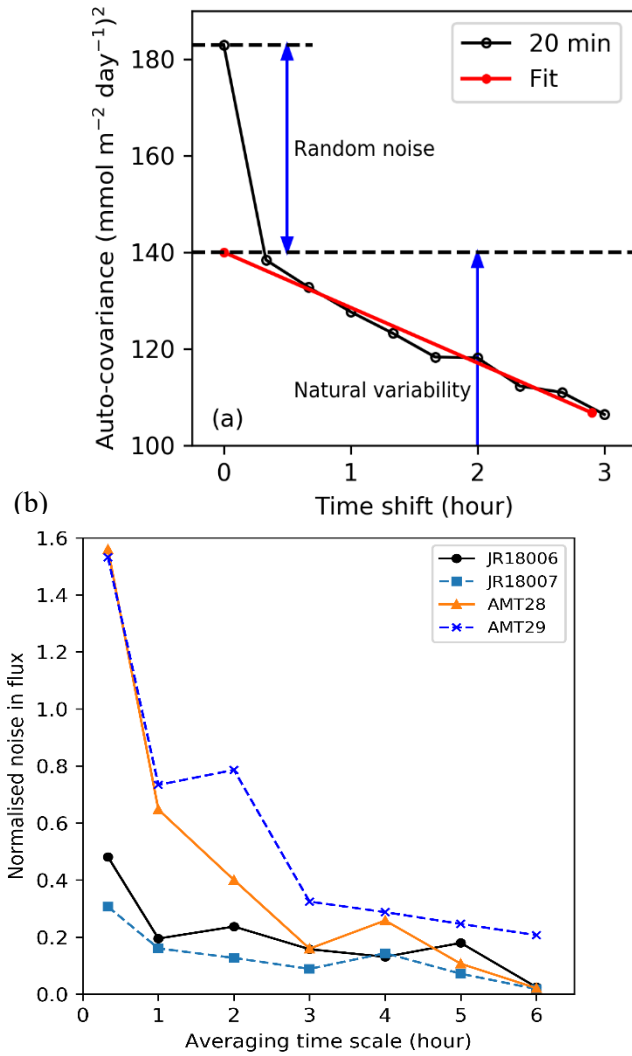 180
160
140
120
100
Auto-covariance (mmol m⁻² day⁻¹)²
20 min
Fit
Random noise
Natural variability
(a)
0
1
2
3
Time shift (hour)
(b)
1.6
1.4
1.2
1.0
0.8
0.6
0.4
0.2
0.0
Normalised noise in flux
JR18006
JR18007
AMT28
AMT29
0
1
2
3
4
5
6
Averaging time scale (hour)